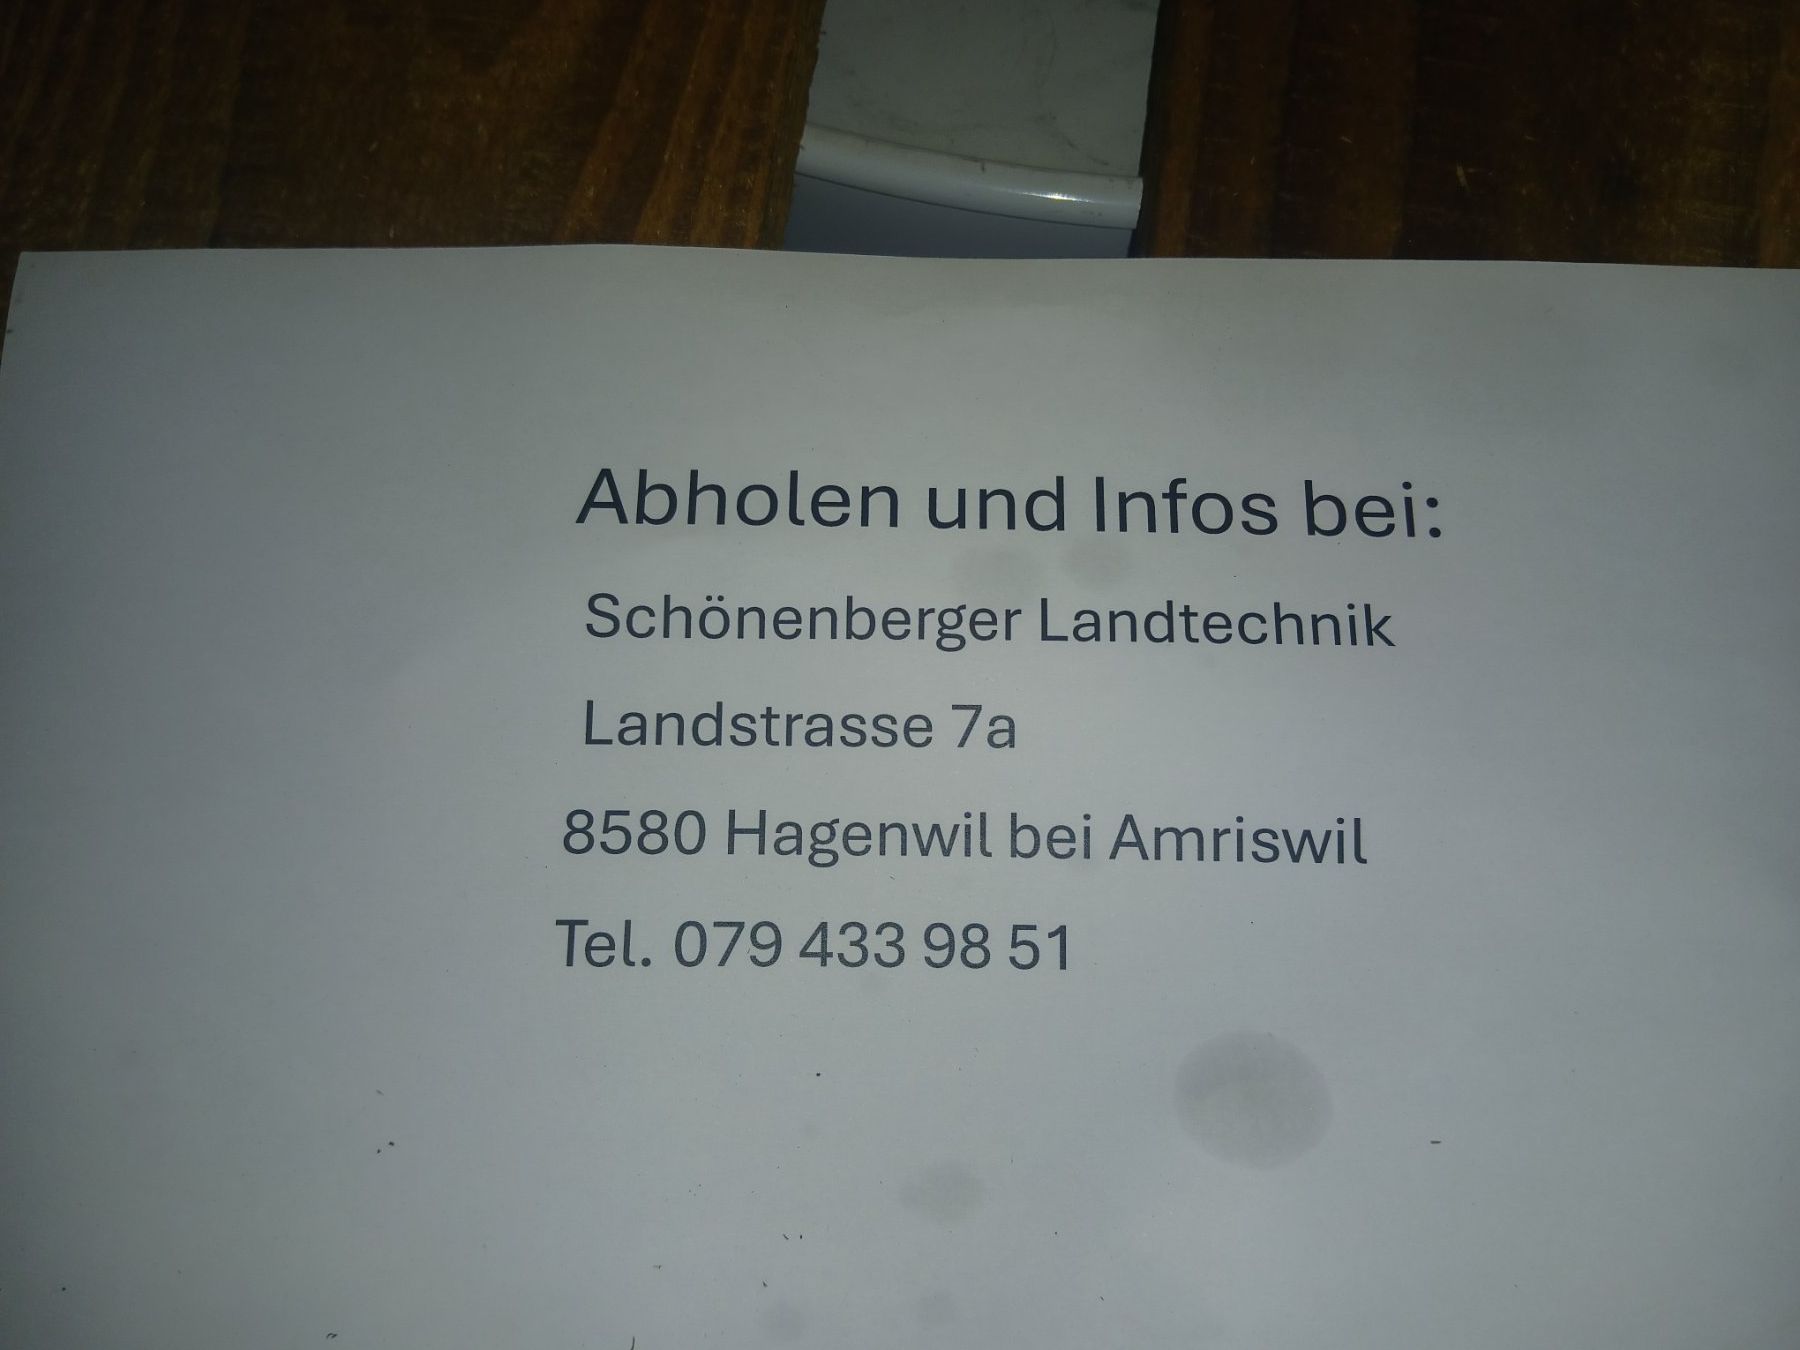 Abholen und Infos bei:
Schönenberger Landtechnik
Landstrasse 7a
8580 Hagenwil bei Amriswil
Tel. 079 433 98 51